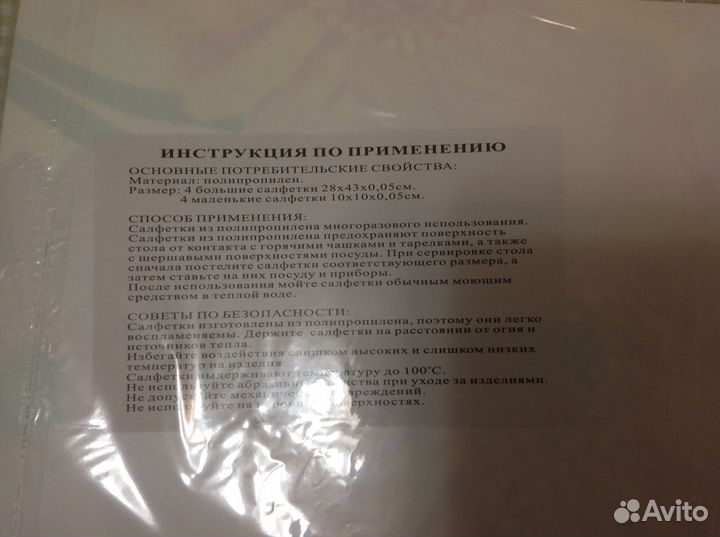 ИНСТРУКЦИЯ ПО ПРИМЕНЕНИЮ
ОСНОВНЫЕ ПОТРЕБИТЕЛЬСКИЕ СВОЙСТВА:
Материал: полипропилен.
Размер: 4 большие салфетки 28х43х0,05см.
4 маленькие салфетки 10х10х0,05см.
СПОСОБ ПРИМЕНЕНИЯ:
Салфетки из полипропилена многоразового использования.
Салфетки из полипропилена предохраняют поверхность
стола от контакта с горячими чашками и тарелками, а также
с шершавыми поверхностями посуды. При сервировке стола
сначала постелите салфетки соответствующего размера, а
затем ставьте на них посуду и приборы.
После использования мойте салфетки обычным моющим
средством в теплой воде.
СОВЕТЫ ПО БЕЗОПАСНОСТИ:
Салфетки изготовлены из полипропилена, поэтому они легко
воспламеняемы. Держите салфетки на расстоянии от огня и
источников тепла.
Избегайте воздействия слишком высоких и слишком низких
температур на изделия.
Салфетки выдерживают температуру до 100°С.
Не используйте абразивные средства при уходе за изделиями.
Не допускайте механических повреждений.
Не используйте на поверхностях.
Avito